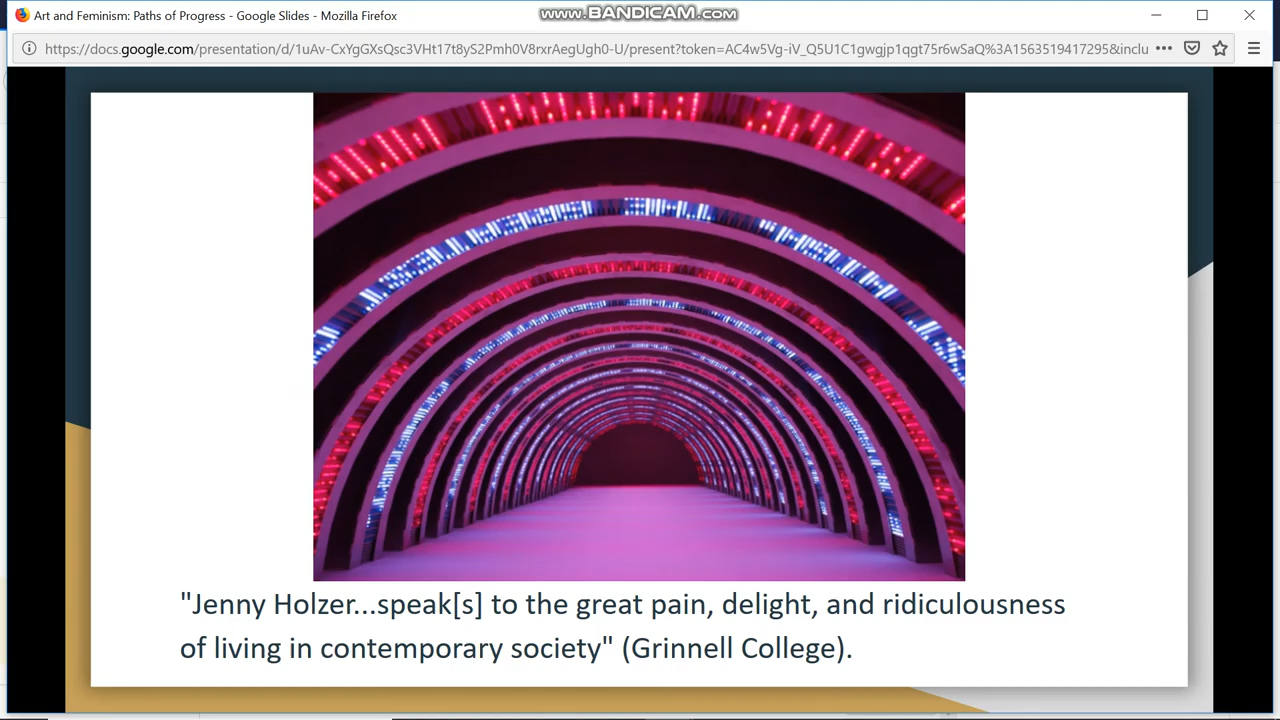 Art and Feminism: Paths of Progress - Google Slides - Mozilla Firefox
www.BANDICAM.com
https://docs.google.com/presentation/d/1uAv-CxYgGXsQsc3VHt17t8yS2Pmh0V8rxmegUgh0-U/present?token=AC4w5Vg-iV_Q5U1C1gwgjp1qgt75r6wSaQ%3A1563519417295&inclu
"Jenny Holzer...speak[s] to the great pain, delight, and ridiculousness
of living in contemporary society" (Grinnell College).